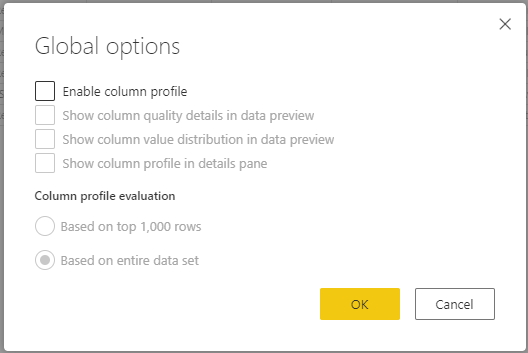 Global options
Enable column profile
Show column quality details in data preview
Show column value distribution in data preview
Show column profile in details pane
Column profile evaluation
Based on top 1,000 rows
Based on entire data set
OK Cancel